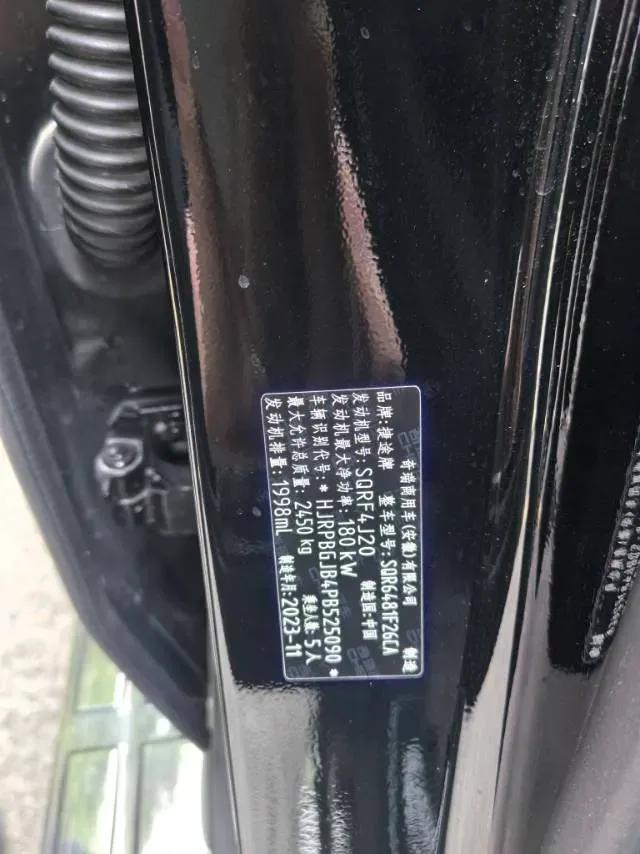 奇瑞商用车(安徽)有限公司 制造
品牌:捷途牌 整车型号:SQR6481F26CA
发动机型号:SQRF4J20 制造国:中国
发动机最大净功率:180kW
车辆识别代号:*HJRPBGJB4PB525090*
最大允许总质量:2450kg 乘坐人数:5人
发动机排量:1998mL 制造年月:2023-11